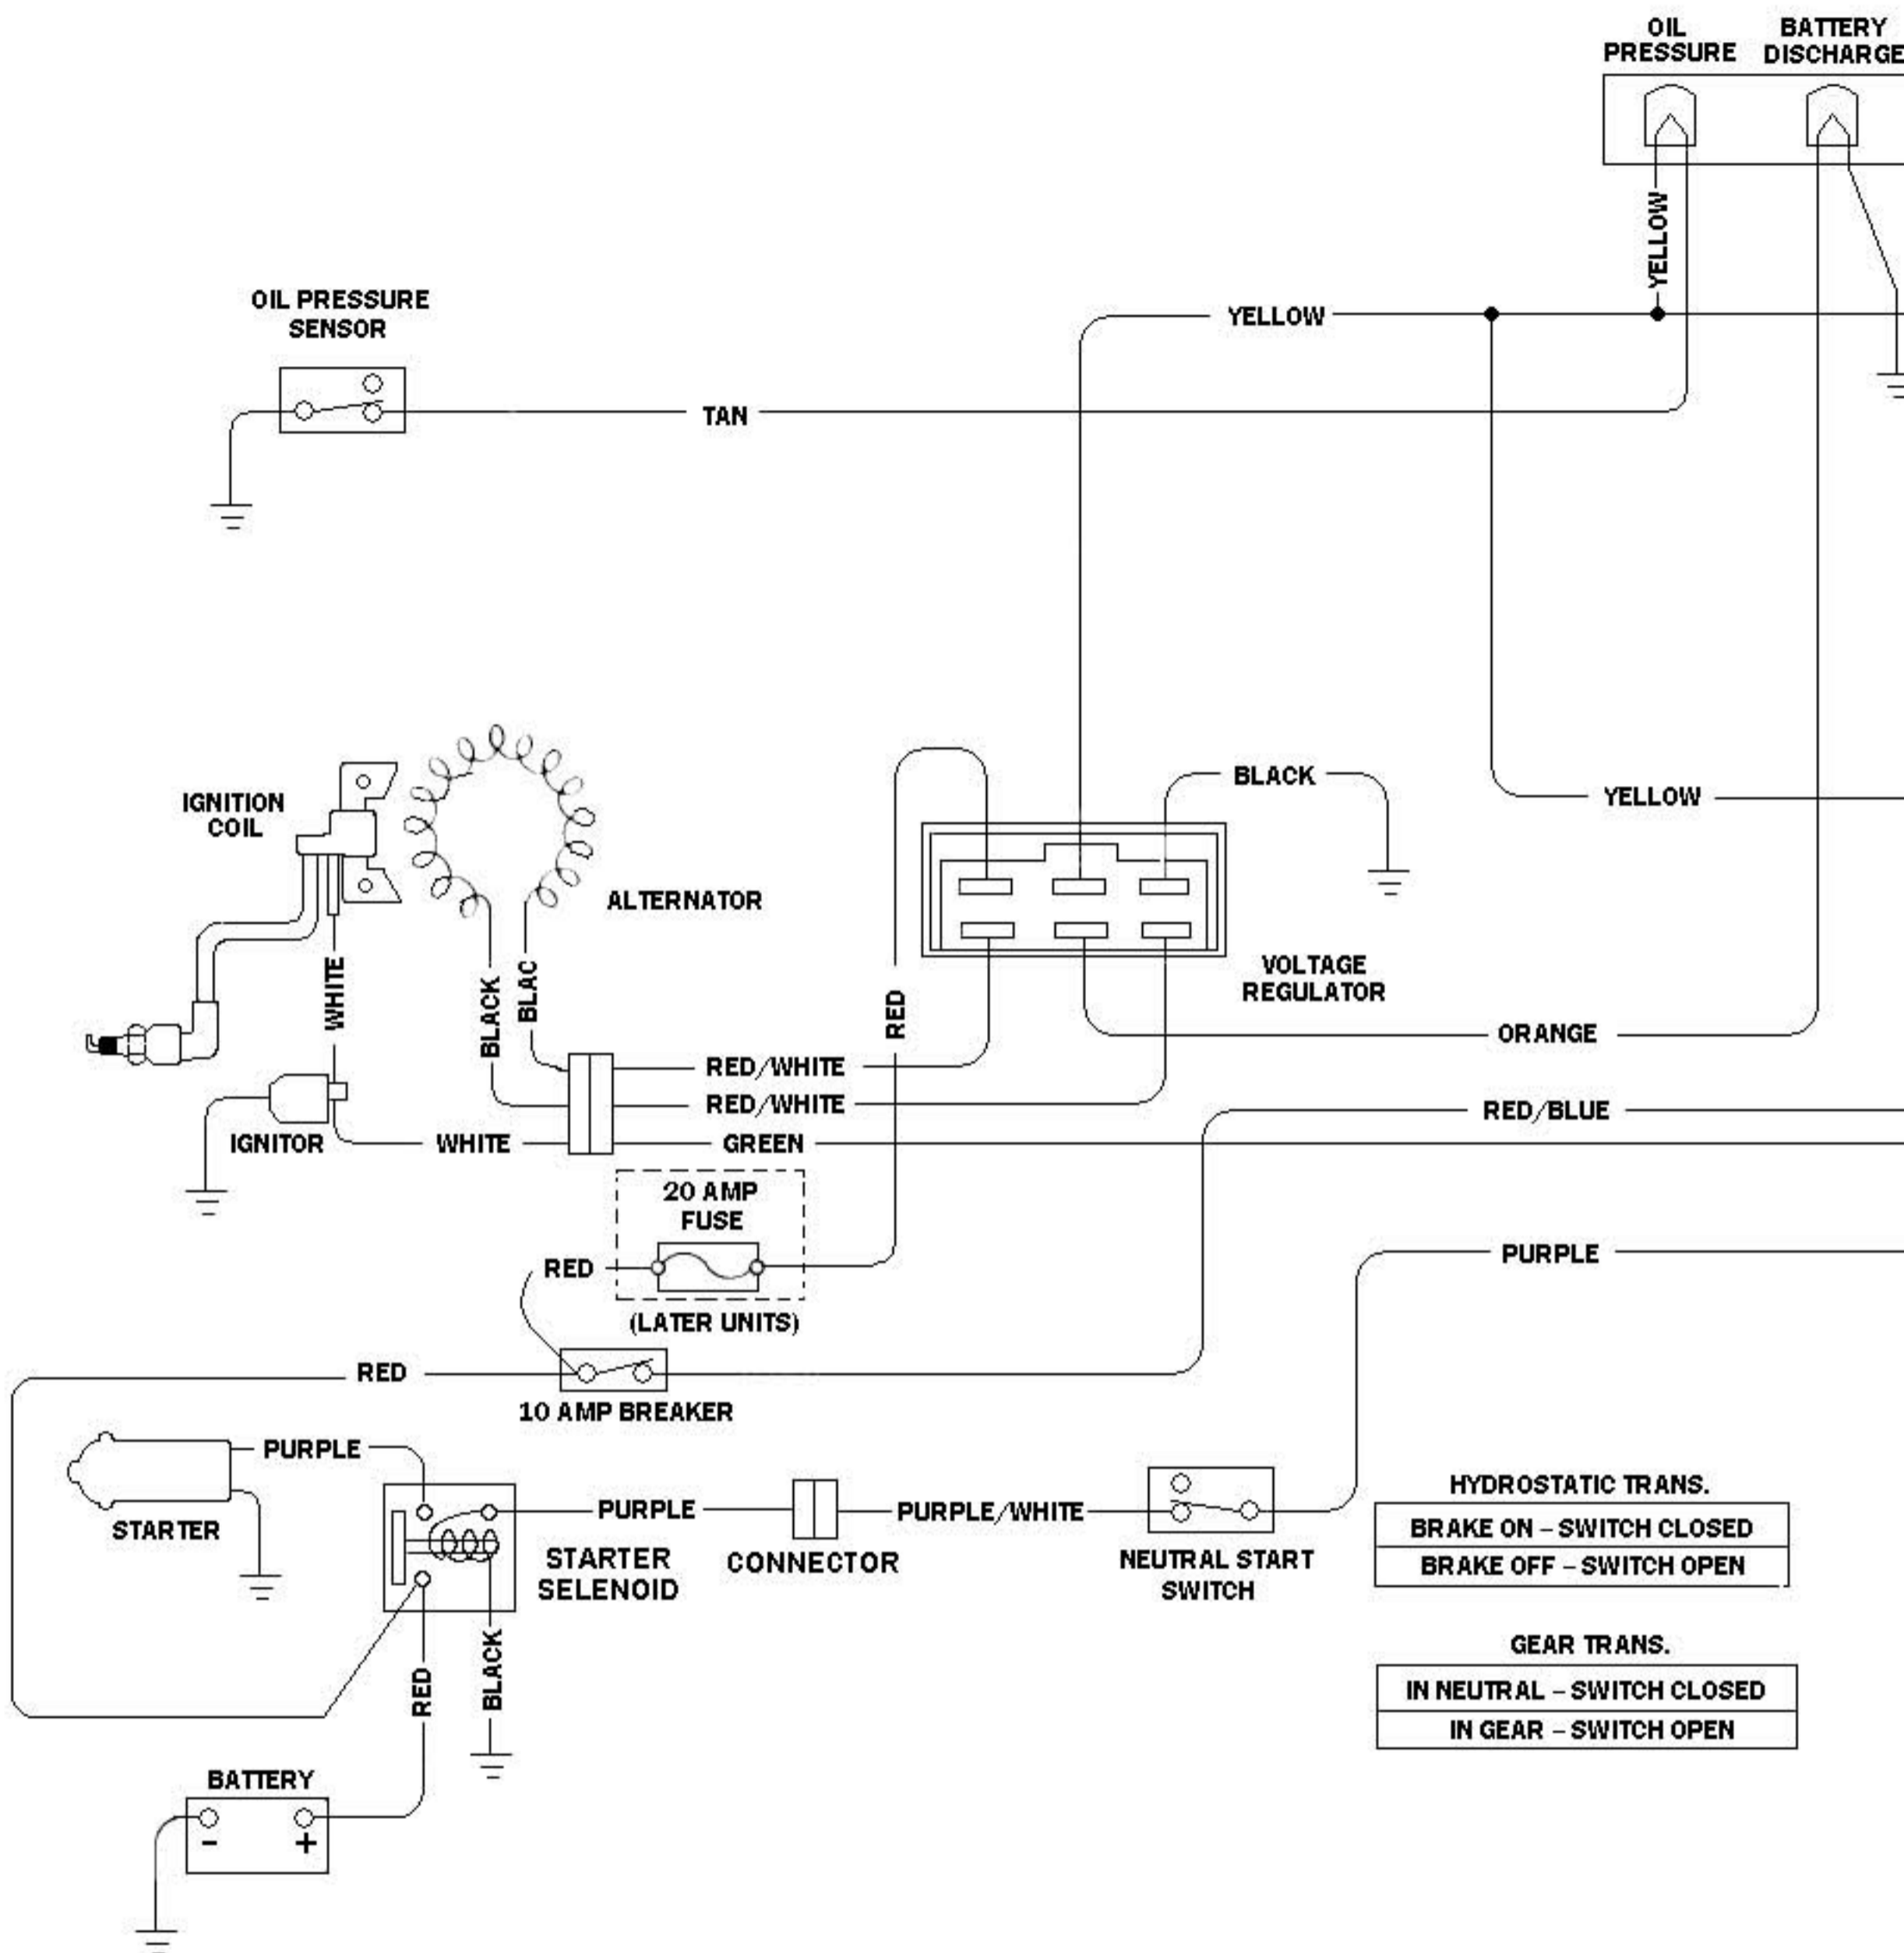 OIL
PRESSURE
BATTERY
DISCHARGE
YELLOW
OIL PRESSURE
SENSOR
YELLOW
TAN
IGNITION
COIL
ALTERNATOR
BLACK
YELLOW
WHITE
BLACK
BLAC
RED
VOLTAGE
REGULATOR
ORANGE
RED/WHITE
RED/WHITE
RED/BLUE
IGNITOR
WHITE
GREEN
20 AMP
FUSE
RED
(LATER UNITS)
PURPLE
RED
10 AMP BREAKER
PURPLE
STARTER
PURPLE
STARTER
SELENOID
CONNECTOR
PURPLE/WHITE
NEUTRAL START
SWITCH
HYDROSTATIC TRANS.
BRAKE ON – SWITCH CLOSED
BRAKE OFF – SWITCH OPEN
GEAR TRANS.
IN NEUTRAL – SWITCH CLOSED
IN GEAR – SWITCH OPEN
RED
BLACK
BATTERY
- +